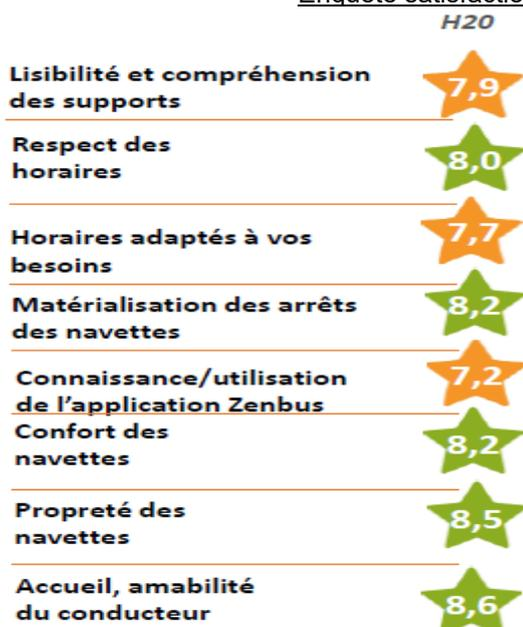 Enquête satisfactio
H20
Lisibilité et compréhension
des supports
7,9
Respect des
horaires
8,0
Horaires adaptés à vos
besoins
7,7
Matérialisation des arrêts
des navettes
8,2
Connaissance/utilisation
de l'application Zenbus
7,2
Confort des
navettes
8,2
Propreté des
navettes
8,5
Accueil, amabilité
du conducteur
8,6